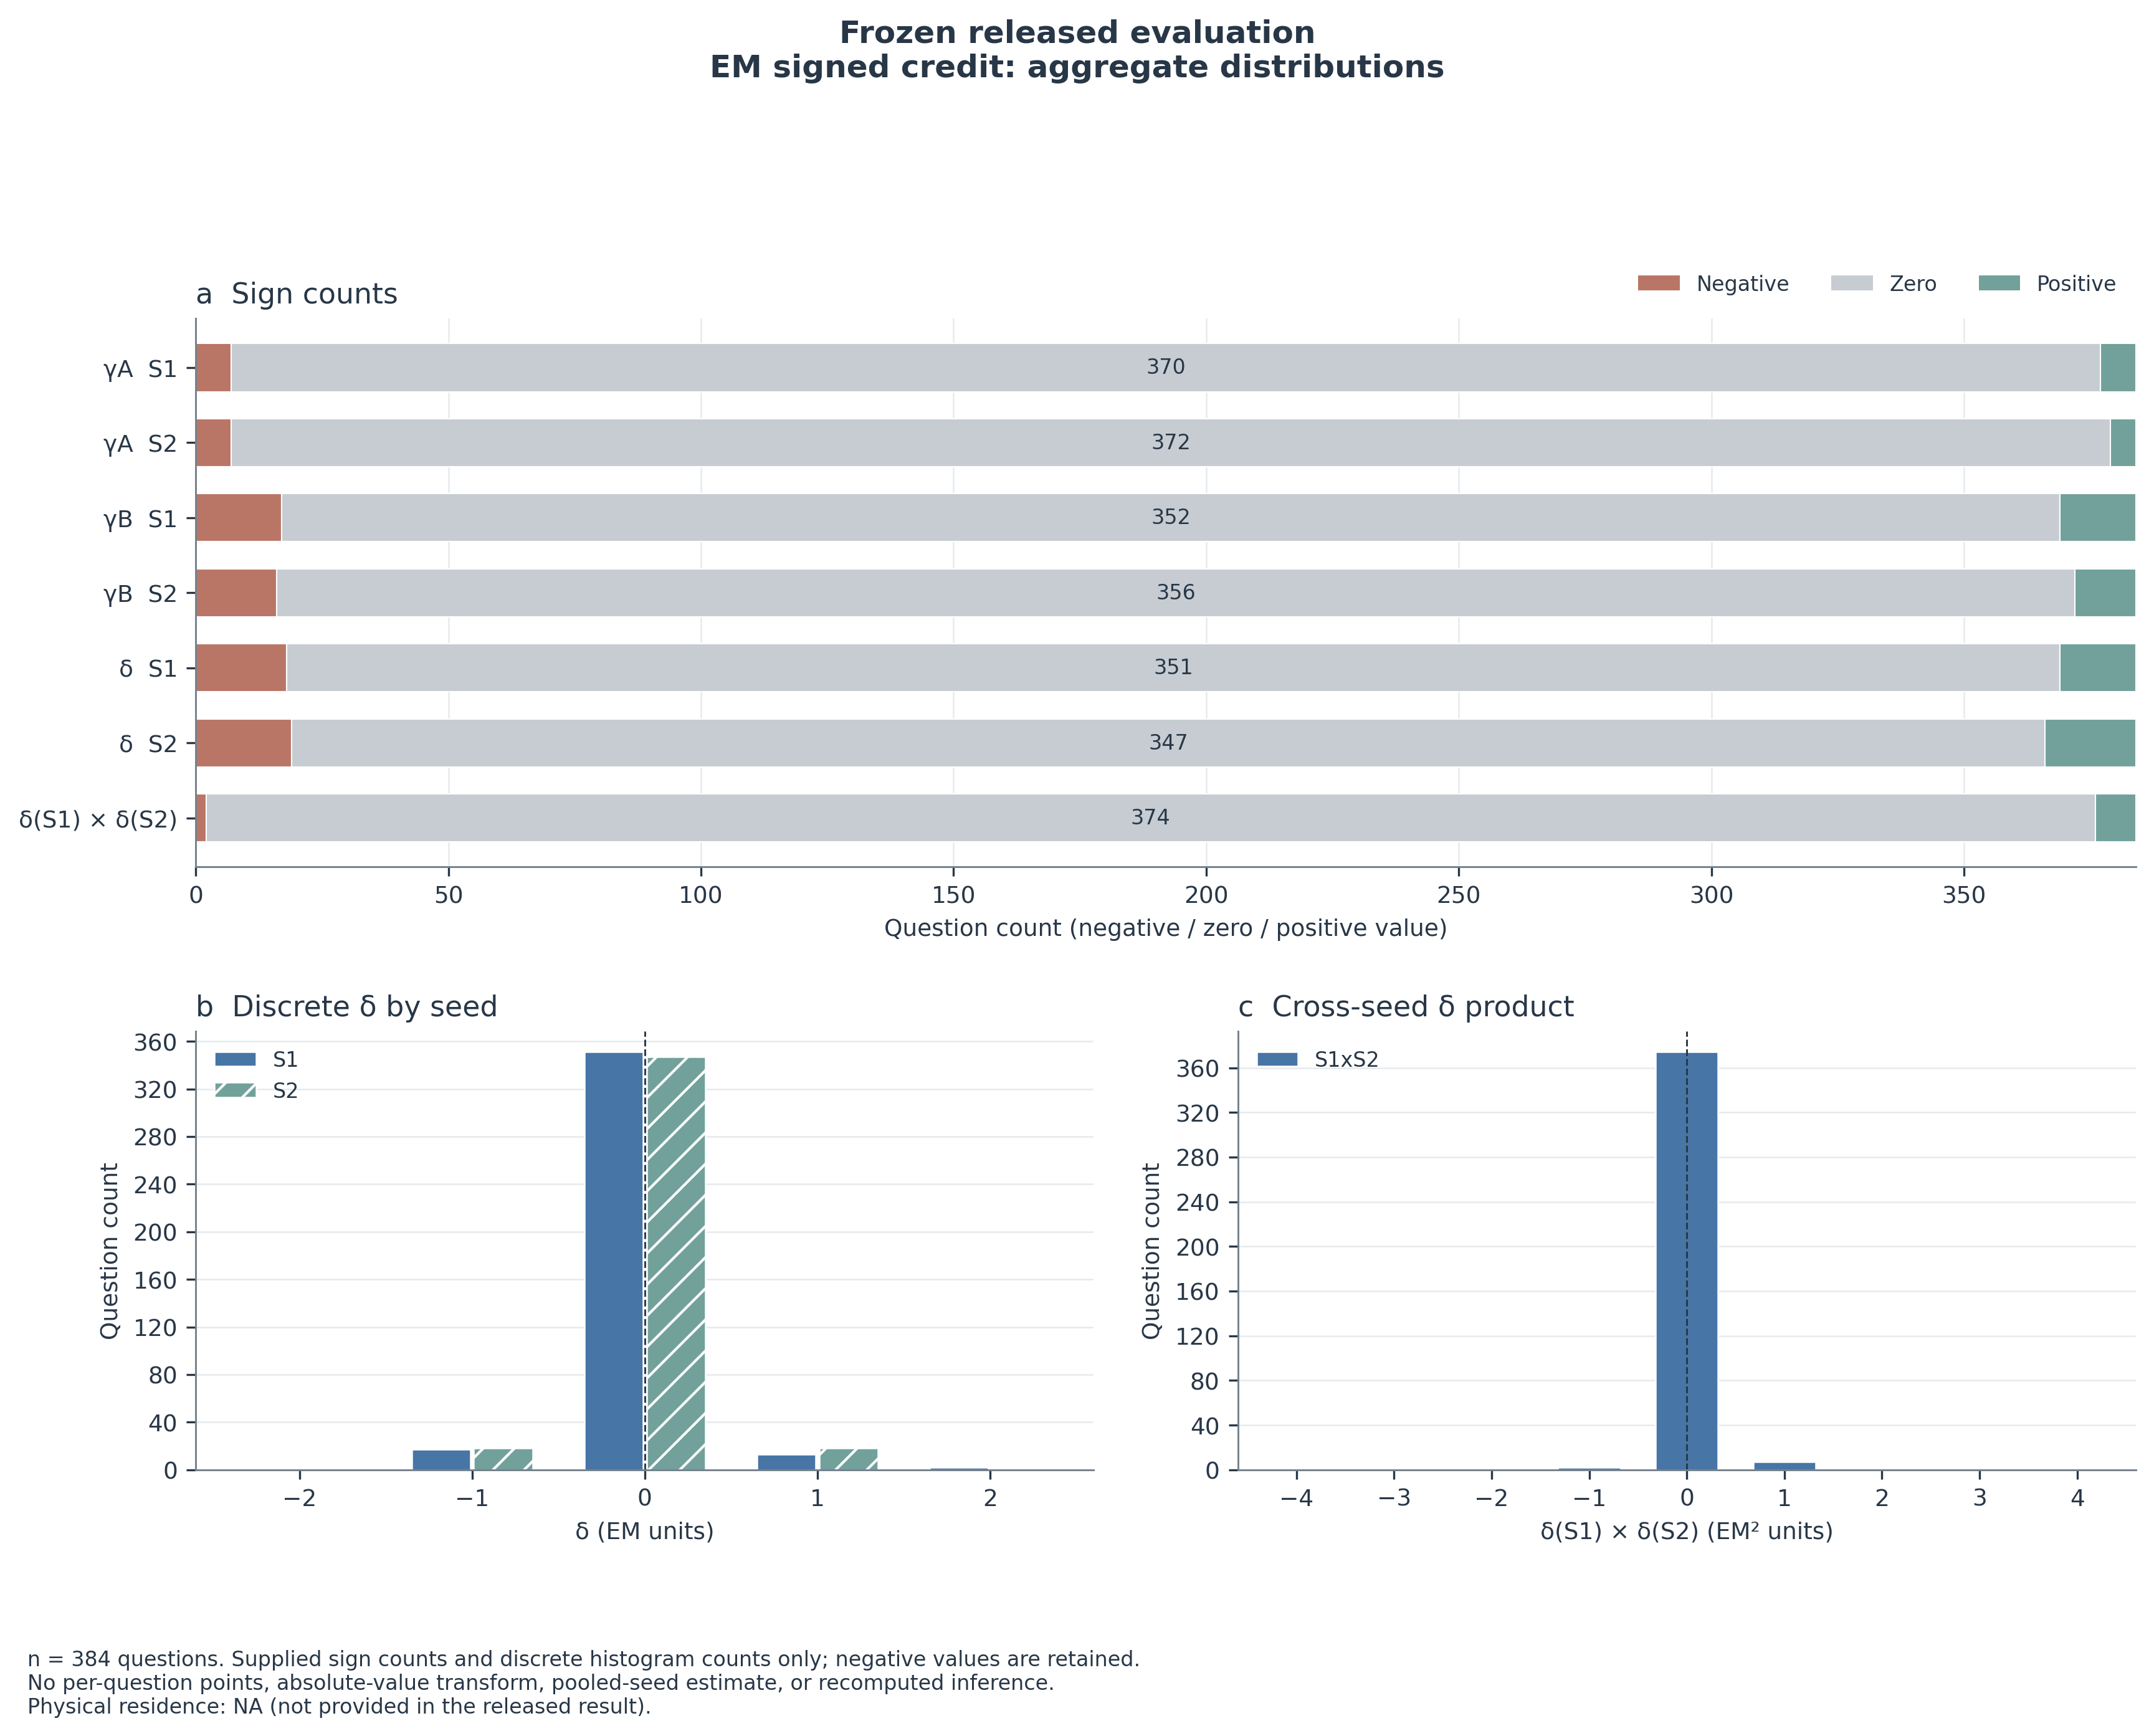 Frozen released evaluation
EM signed credit: aggregate distributions
a Sign counts
Negative Zero Positive
γA S1 370
γA S2 372
γB S1 352
γB S2 356
δ S1 351
δ S2 347
δ(S1) × δ(S2) 374
0 50 100 150 200 250 300 350
Question count (negative / zero / positive value)
b Discrete δ by seed
S1
S2
360
320
280
240
200
160
120
80
40
0
Question count
−2 −1 0 1 2
δ (EM units)
c Cross-seed δ product
S1xS2
360
320
280
240
200
160
120
80
40
0
Question count
−4 −3 −2 −1 0 1 2 3 4
δ(S1) × δ(S2) (EM² units)
n = 384 questions. Supplied sign counts and discrete histogram counts only; negative values are retained.
No per-question points, absolute-value transform, pooled-seed estimate, or recomputed inference.
Physical residence: NA (not provided in the released result).